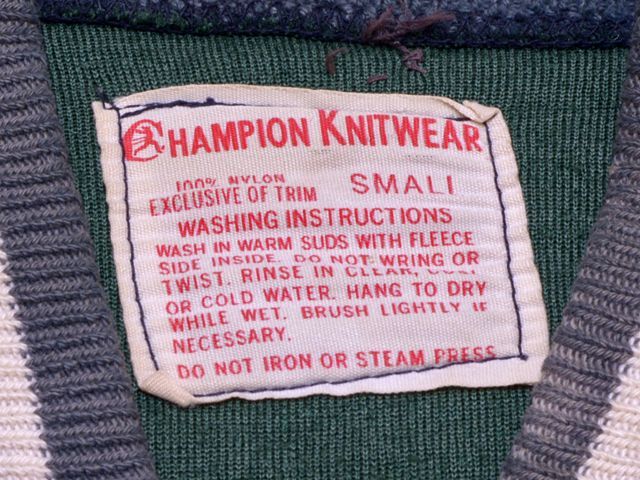 CHAMPION KNITWEAR
100% NYLON
EXCLUSIVE OF TRIM SMALL
WASHING INSTRUCTIONS
WASH IN WARM SUDS WITH FLEECE
SIDE INSIDE. DO NOT WRING OR
TWIST. RINSE IN CLEAR, COOL
OR COLD WATER. HANG TO DRY
WHILE WET. BRUSH LIGHTLY IF
NECESSARY.
DO NOT IRON OR STEAM PRESS